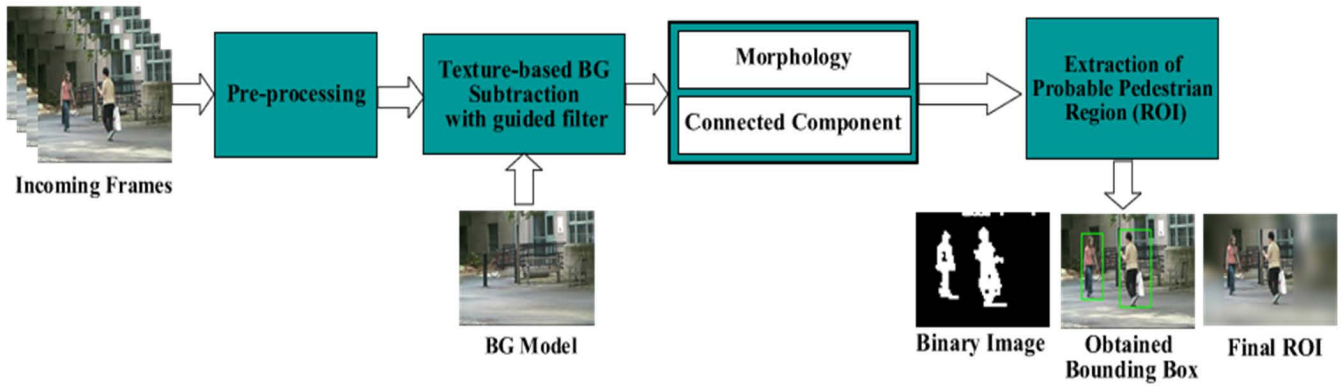 Incoming Frames
Pre-processing
Texture-based BG
Subtraction
with guided filter
BG Model
Morphology
Connected Component
Extraction of
Probable Pedestrian
Region (ROI)
Binary Image
Obtained
Bounding Box
Final ROI